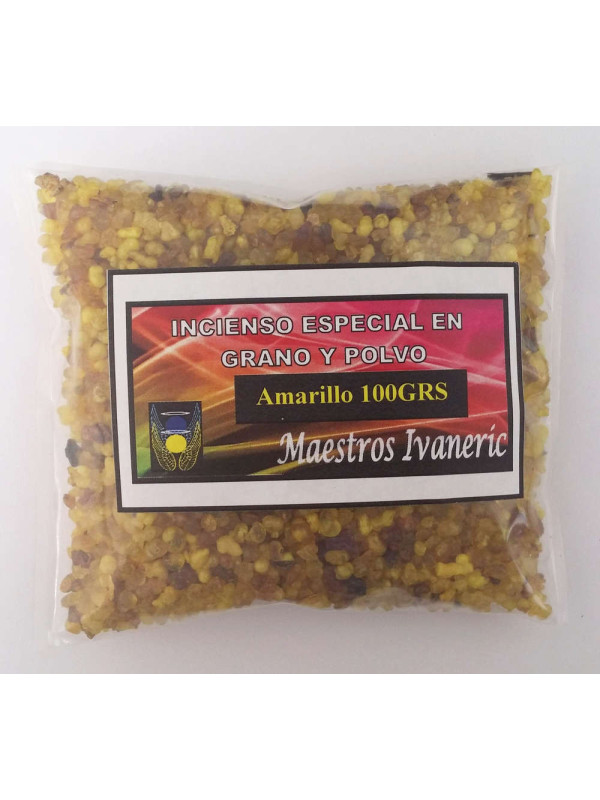 INCIENSO ESPECIAL EN
GRANO Y POLVO
Amarillo 100GRS
Maestros Ivaneric